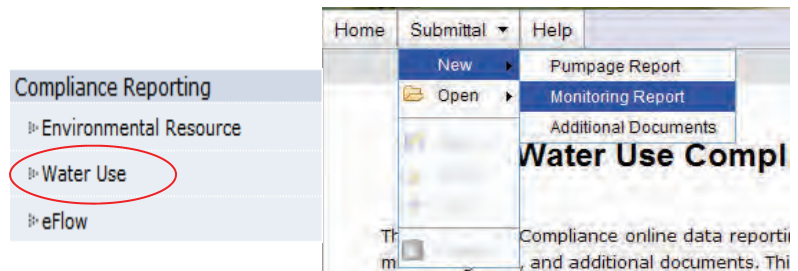 Compliance Reporting
Environmental Resource
Water Use
eFlow
Home Submittal Help
New Pumpage Report
Open Monitoring Report
Additional Documents
Water Use Compl
Compliance online data reporti
, and additional documents. Thi